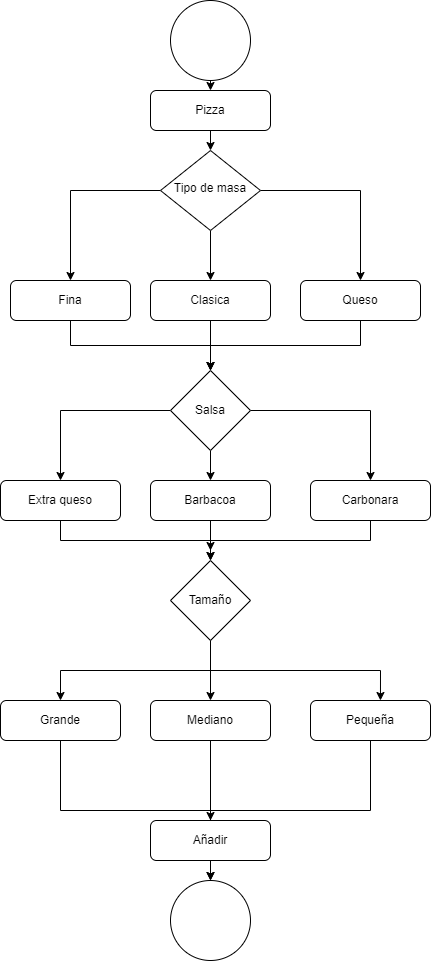 Pizza
Tipo de masa
Fina
Clasica
Queso
Salsa
Extra queso
Barbacoa
Carbonara
Tamaño
Grande
Mediano
Pequeña
Añadir